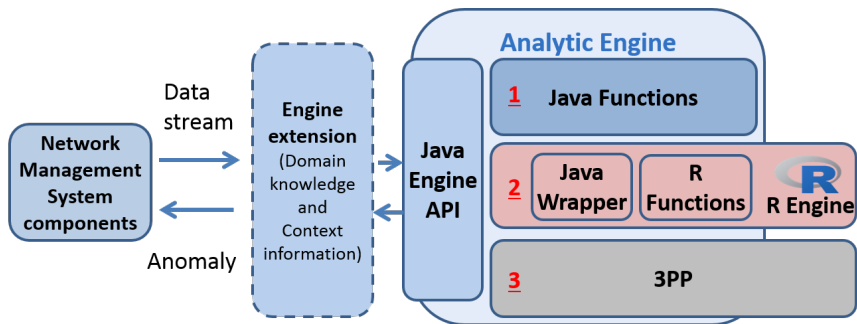 Analytic Engine
Data
stream
Network
Management
System
components
Anomaly
Engine
extension
(Domain
knowledge
and
Context
information)
Java
Engine
API
1
Java Functions
2
Java
Wrapper
R
Functions
R
R Engine
3
3PP